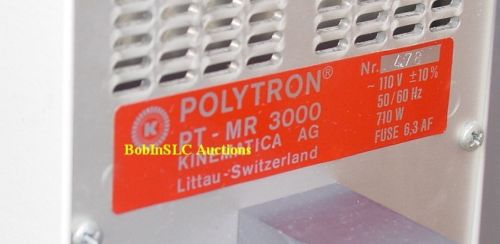 K
POLYTRON®
PT-MR 3000
KINEMATICA AG
Littau-Switzerland
Nr. 478
~ 110 V ±10%
50/60 Hz
710 W
FUSE 6,3 AF
BobInSLC Auctions